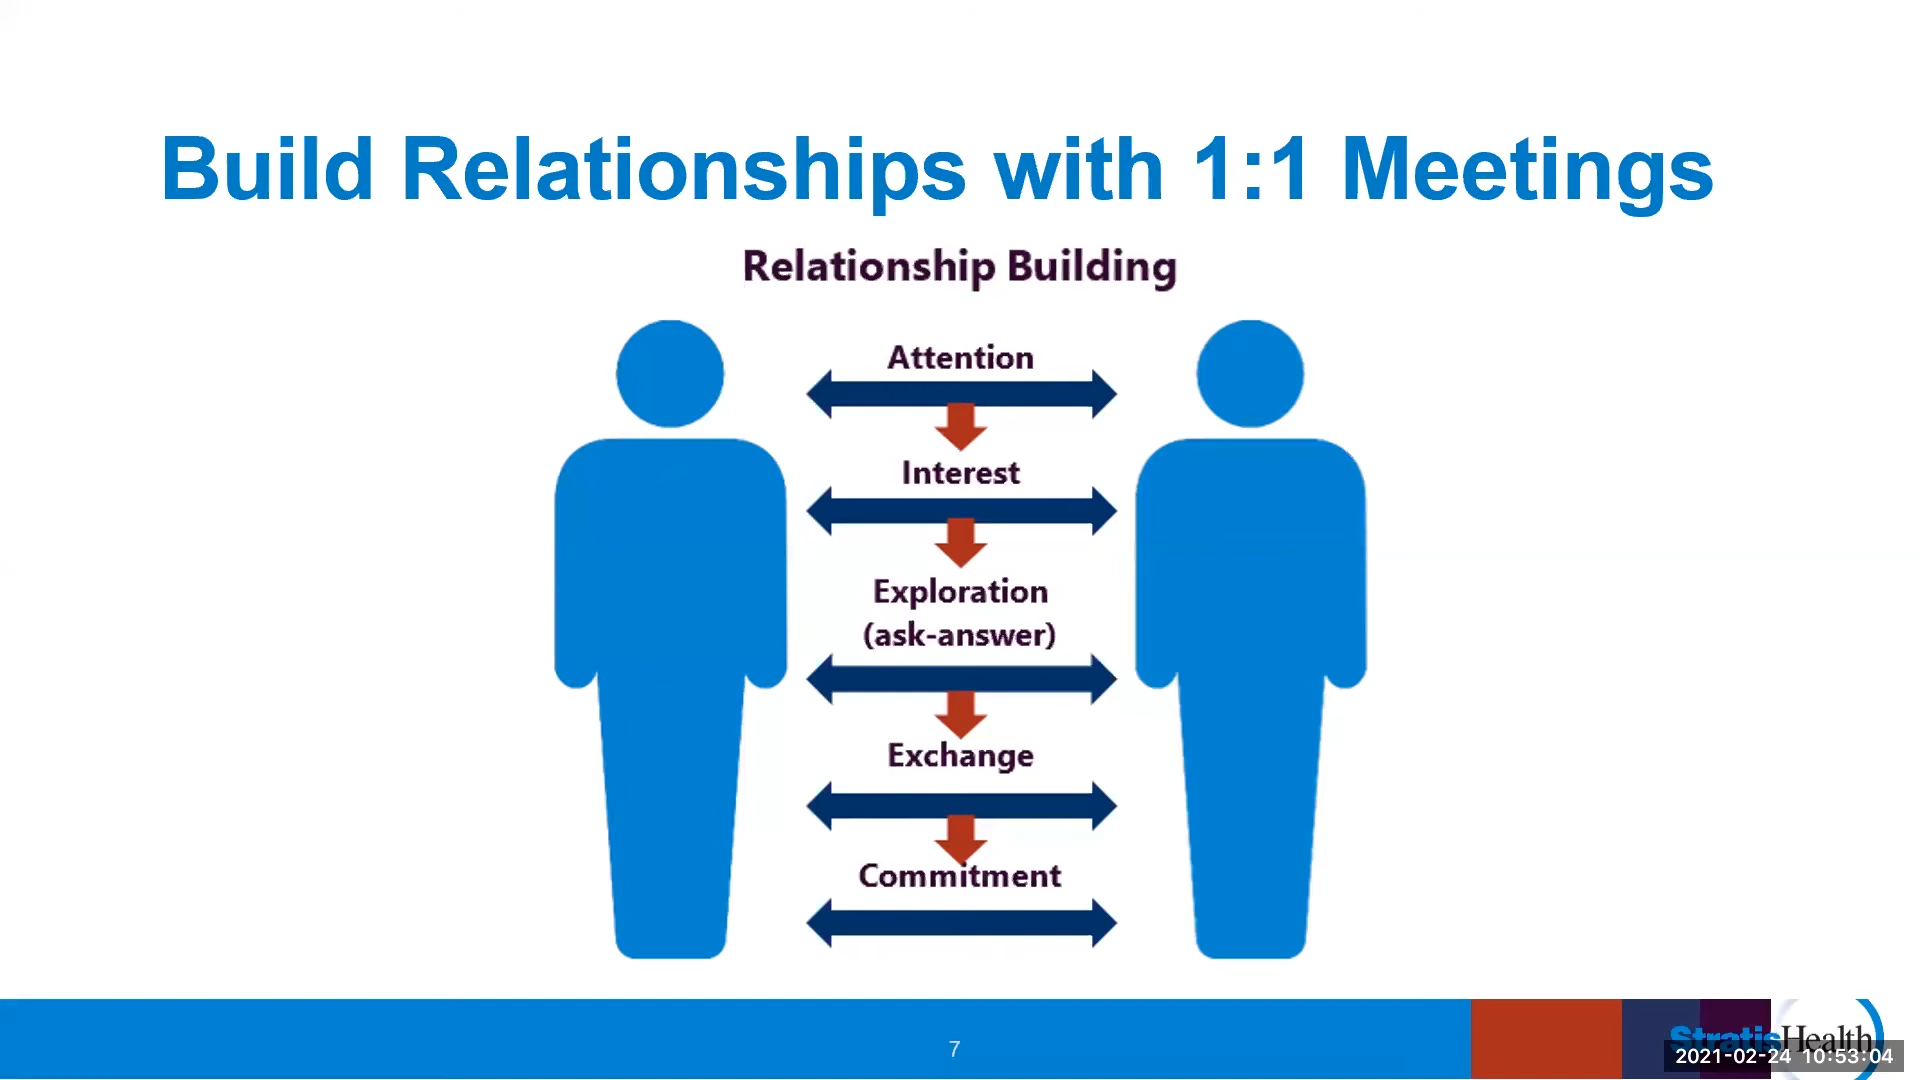 Build Relationships with 1:1 Meetings
Relationship Building
Attention
Interest
Exploration
(ask-answer)
Exchange
Commitment
7
StratisHealth
2021-02-24 10:53:04